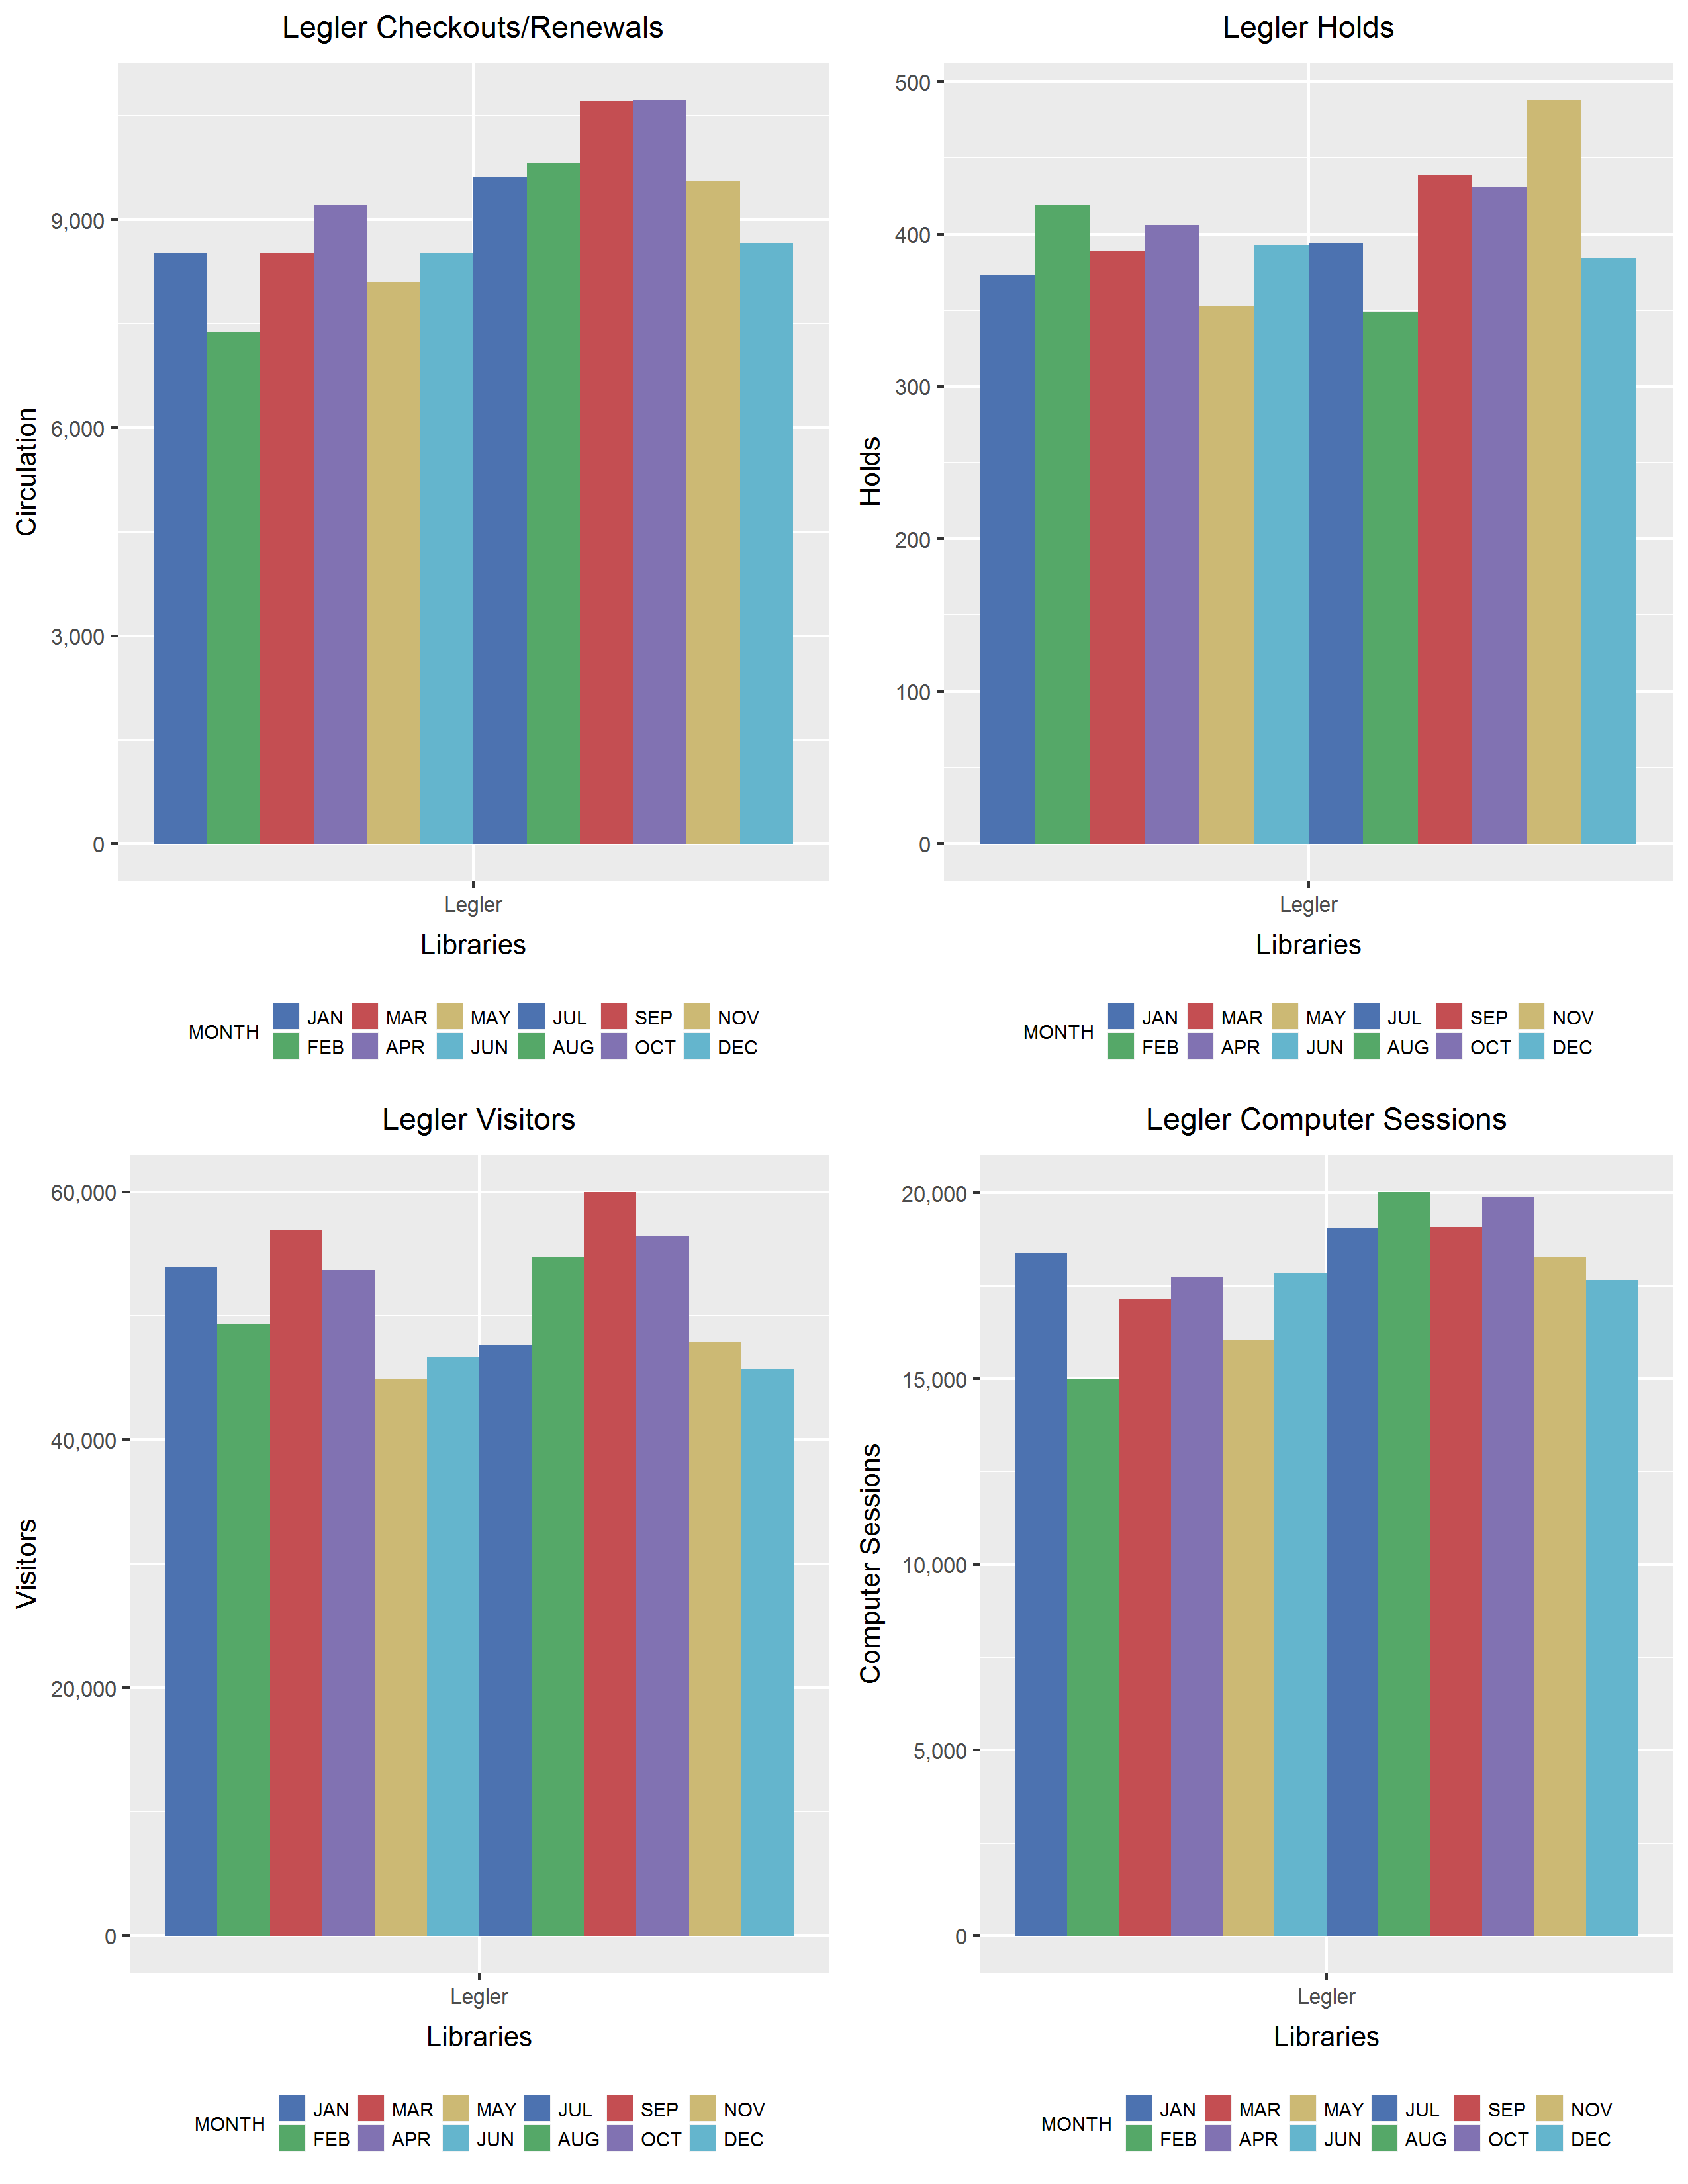 Legler Checkouts/Renewals
Circulation
9,000
6,000
3,000
0
Legler
Libraries
MONTH
JAN MAR MAY JUL SEP NOV
FEB APR JUN AUG OCT DEC
Legler Holds
Holds
500
400
300
200
100
0
Legler
Libraries
MONTH
JAN MAR MAY JUL SEP NOV
FEB APR JUN AUG OCT DEC
Legler Visitors
Visitors
60,000
40,000
20,000
0
Legler
Libraries
MONTH
JAN MAR MAY JUL SEP NOV
FEB APR JUN AUG OCT DEC
Legler Computer Sessions
Computer Sessions
20,000
15,000
10,000
5,000
0
Legler
Libraries
MONTH
JAN MAR MAY JUL SEP NOV
FEB APR JUN AUG OCT DEC